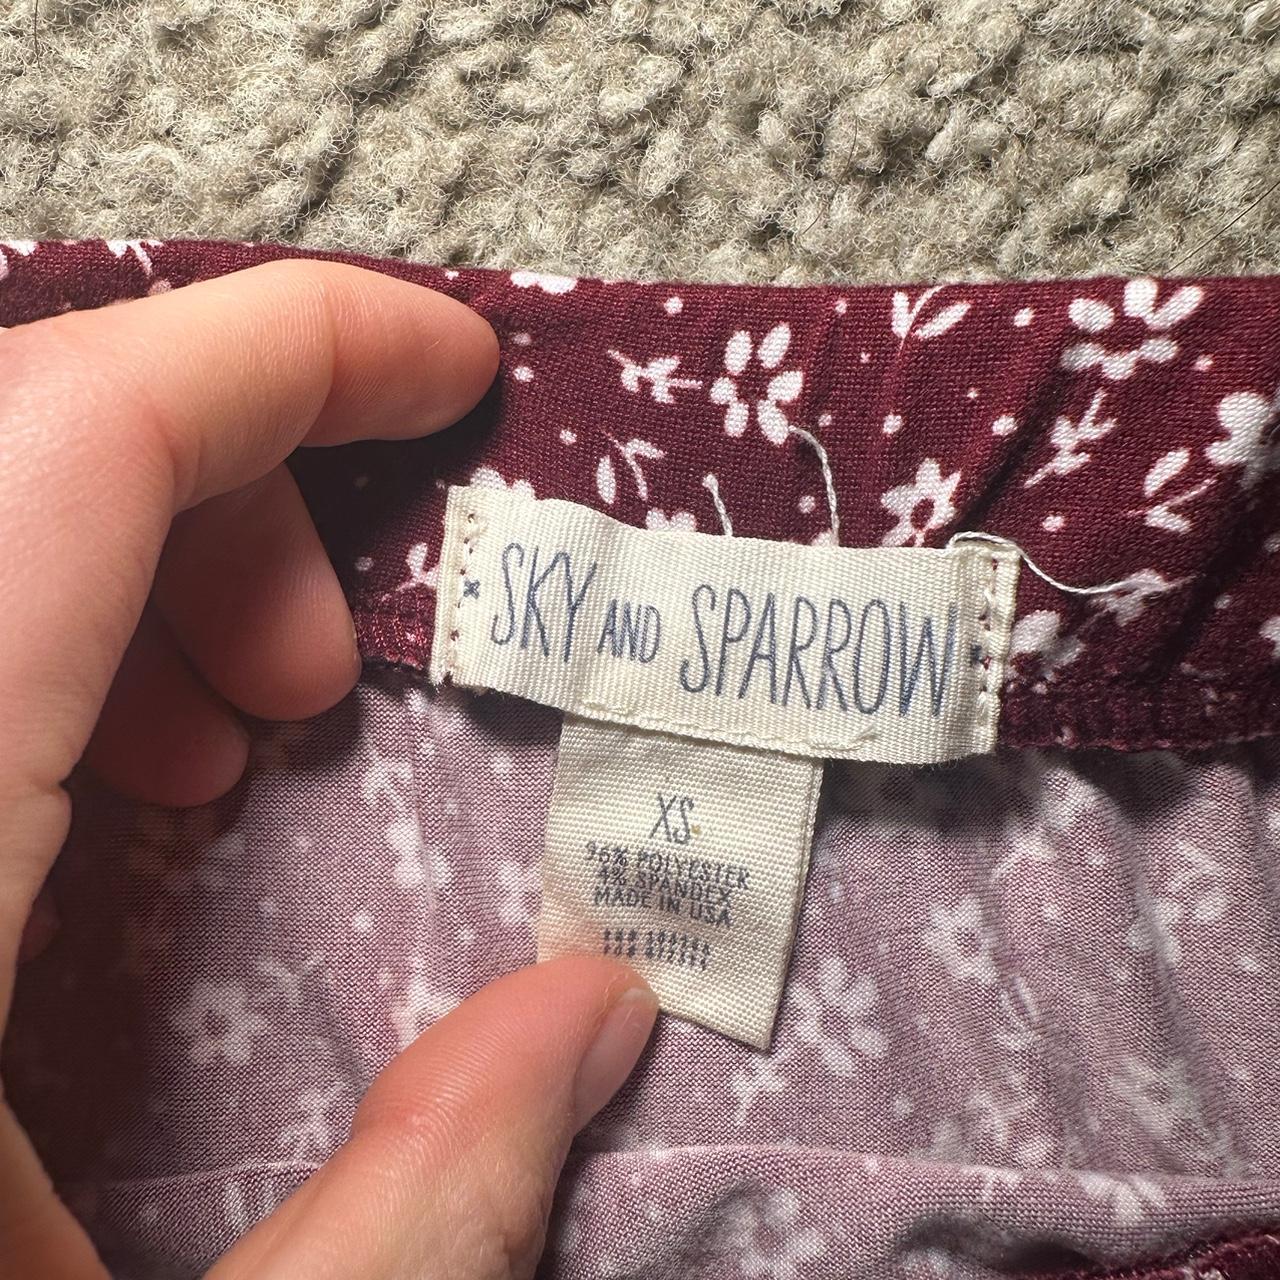 SKY AND SPARROW
XS
96% POLYESTER
4% SPANDEX
MADE IN USA